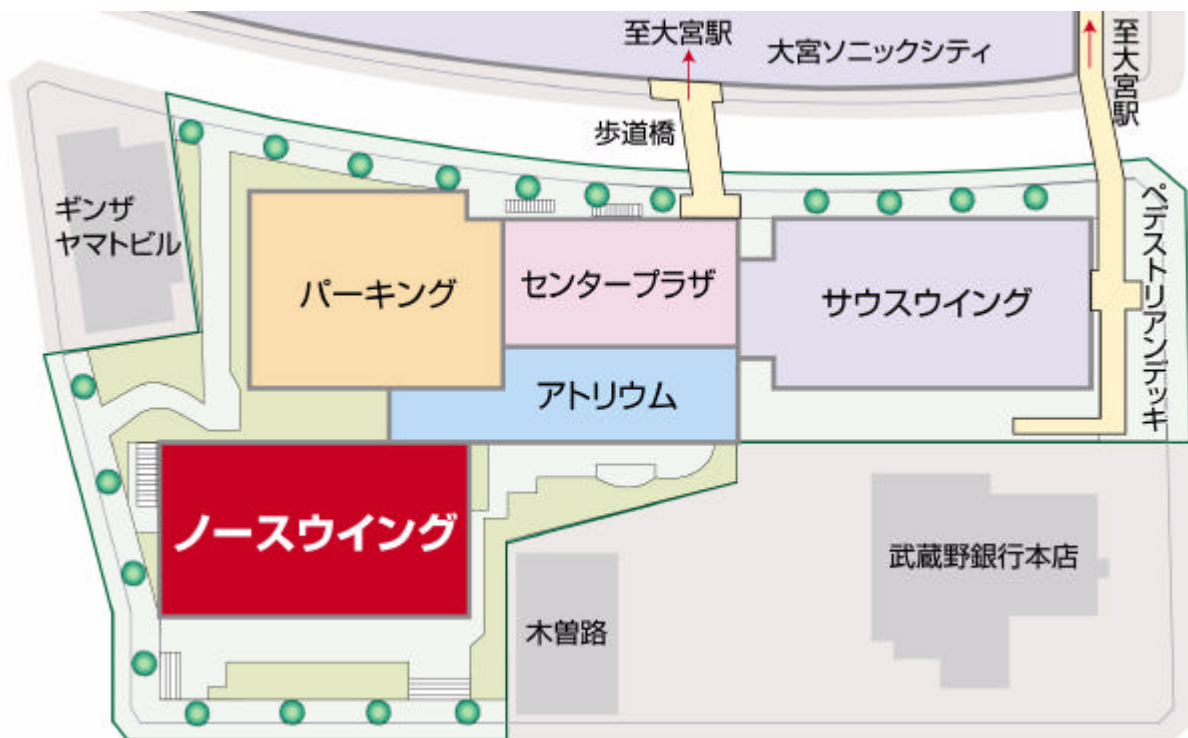 至大宮駅
大宮ソニックシティ
至大宮駅
歩道橋
ギンザ
ヤマトビル
パーキング
センタープラザ
サウスウイング
ペデストリアンデッキ
アトリウム
ノースウイング
武蔵野銀行本店
木曽路